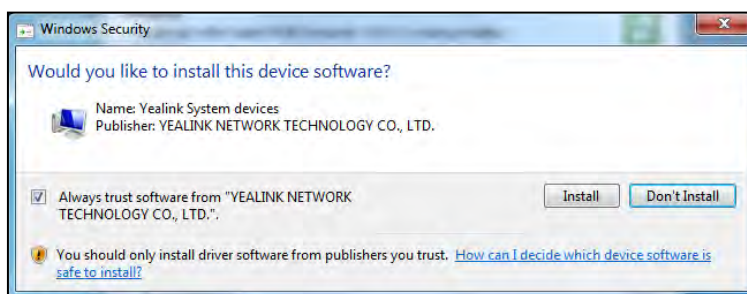 Windows Security
Would you like to install this device software?
Name: Yealink System devices
Publisher: YEALINK NETWORK TECHNOLOGY CO., LTD.
Always trust software from "YEALINK NETWORK
TECHNOLOGY CO., LTD.".
Install
Don't Install
You should only install driver software from publishers you trust. How can I decide which device software is
safe to install?